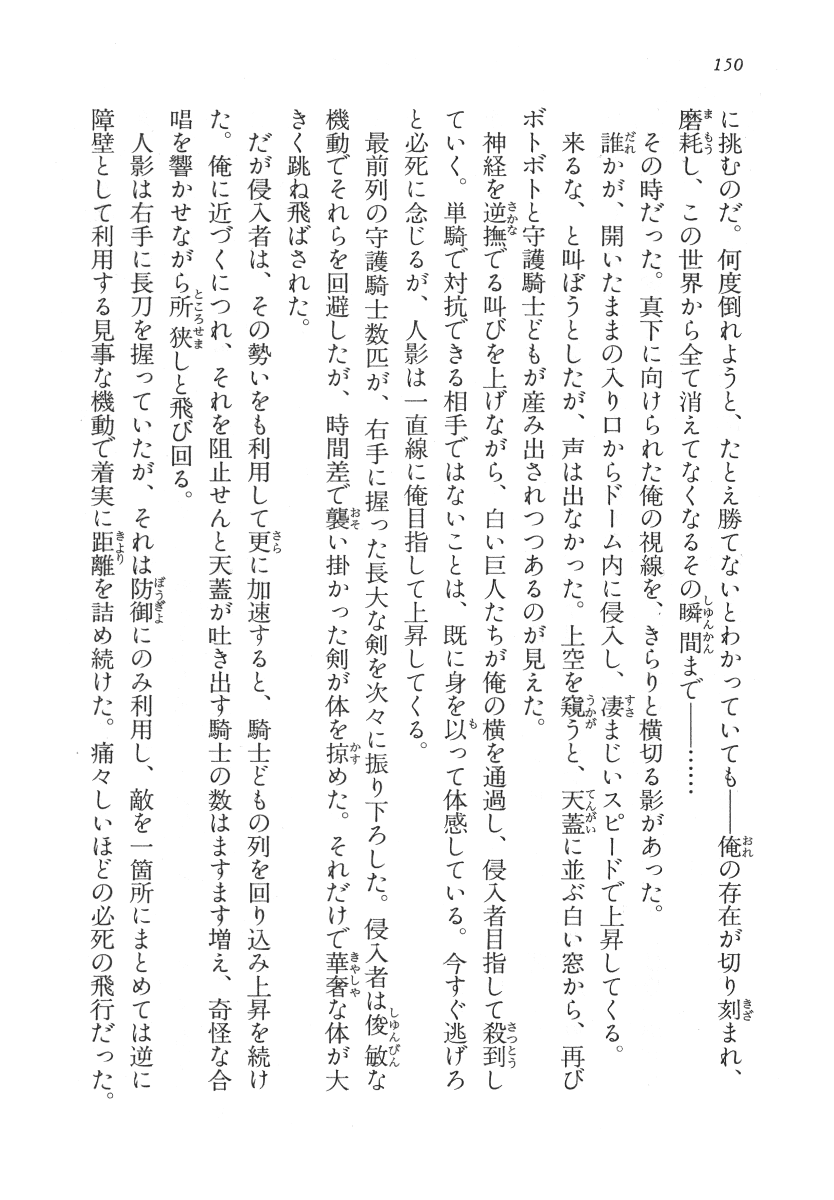 150
に挑むのだ。何度倒れようと、たとえ勝てないとわかっていても――俺の存在が切り刻まれ、
磨耗し、この世界から全て消えてなくなるその瞬間まで――……
その時だった。真下に向けられた俺の視線を、きらりと横切る影があった。
誰かが、開いたままの入り口からドーム内に侵入し、凄まじいスピードで上昇してくる。
来るな、と叫ぼうとしたが、声は出なかった。上空を窺うと、天蓋に並ぶ白い窓から、再び
ボトボトと守護騎士どもが産み出されつつあるのが見えた。
神経を逆撫でる叫びを上げながら、白い巨人たちが俺の横を通過し、侵入者目指して殺到し
ていく。単騎で対抗できる相手ではないことは、既に身を以って体感している。今すぐ逃げろ
と必死に念じるが、人影は一直線に俺目指して上昇してくる。
最前列の守護騎士数匹が、右手に握った長大な剣を次々に振り下ろした。侵入者は俊敏な
機動でそれらを回避したが、時間差で襲い掛かった剣が体を掠めた。それだけで華奢な体が大
きく跳ね飛ばされた。
だが侵入者は、その勢いをも利用して更に加速すると、騎士どもの列を回り込み上昇を続け
た。俺に近づくにつれ、それを阻止せんと天蓋が吐き出す騎士の数はますます増え、奇怪な合
唱を響かせながら所狭しと飛び回る。
人影は右手に長刀を握っていたが、それは防御にのみ利用し、敵を一箇所にまとめては逆に
障壁として利用する見事な機動で着実に距離を詰め続けた。痛々しいほどの必死の飛行だった。